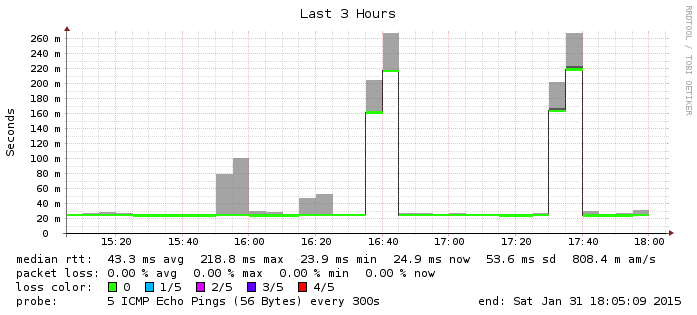 Last 3 Hours
RRDTOOL / TOBI OETIKER
Seconds
260 m
240 m
220 m
200 m
180 m
160 m
140 m
120 m
100 m
80 m
60 m
40 m
20 m
0
15:20 15:40 16:00 16:20 16:40 17:00 17:20 17:40 18:00
median rtt: 43.3 ms avg 218.8 ms max 23.9 ms min 24.9 ms now 53.6 ms sd 808.4 m am/s
packet loss: 0.00 % avg 0.00 % max 0.00 % min 0.00 % now
loss color: 0 1/5 2/5 3/5 4/5
probe: 5 ICMP Echo Pings (56 Bytes) every 300s end: Sat Jan 31 18:05:09 2015